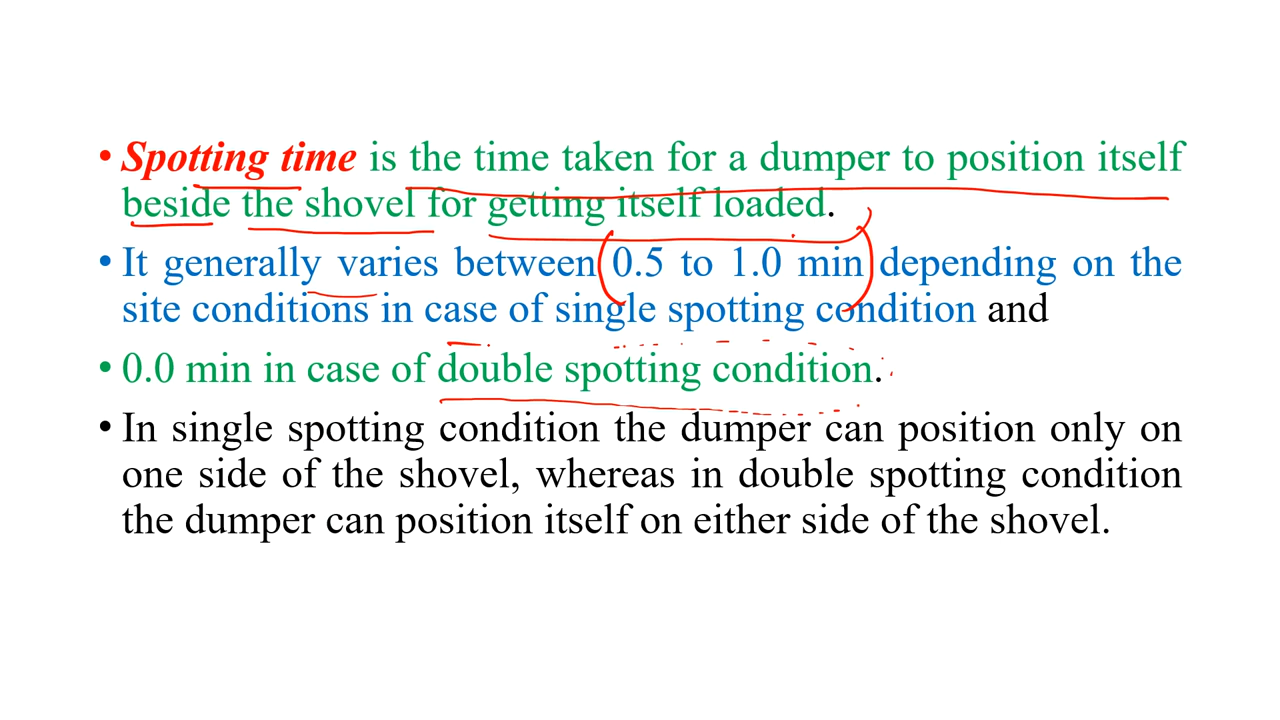 • Spotting time is the time taken for a dumper to position itself
beside the shovel for getting itself loaded.
• It generally varies between 0.5 to 1.0 min depending on the
site conditions in case of single spotting condition and
• 0.0 min in case of double spotting condition.
• In single spotting condition the dumper can position only on
one side of the shovel, whereas in double spotting condition
the dumper can position itself on either side of the shovel.